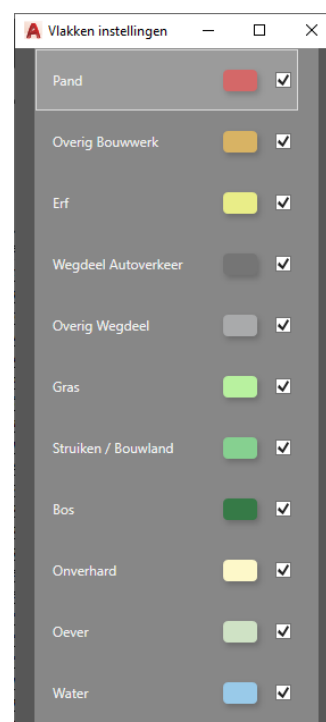 Vlakken instellingen
Pand
Overig Bouwwerk
Erf
Wegdeel Autoverkeer
Overig Wegdeel
Gras
Struiken / Bouwland
Bos
Onverhard
Oever
Water